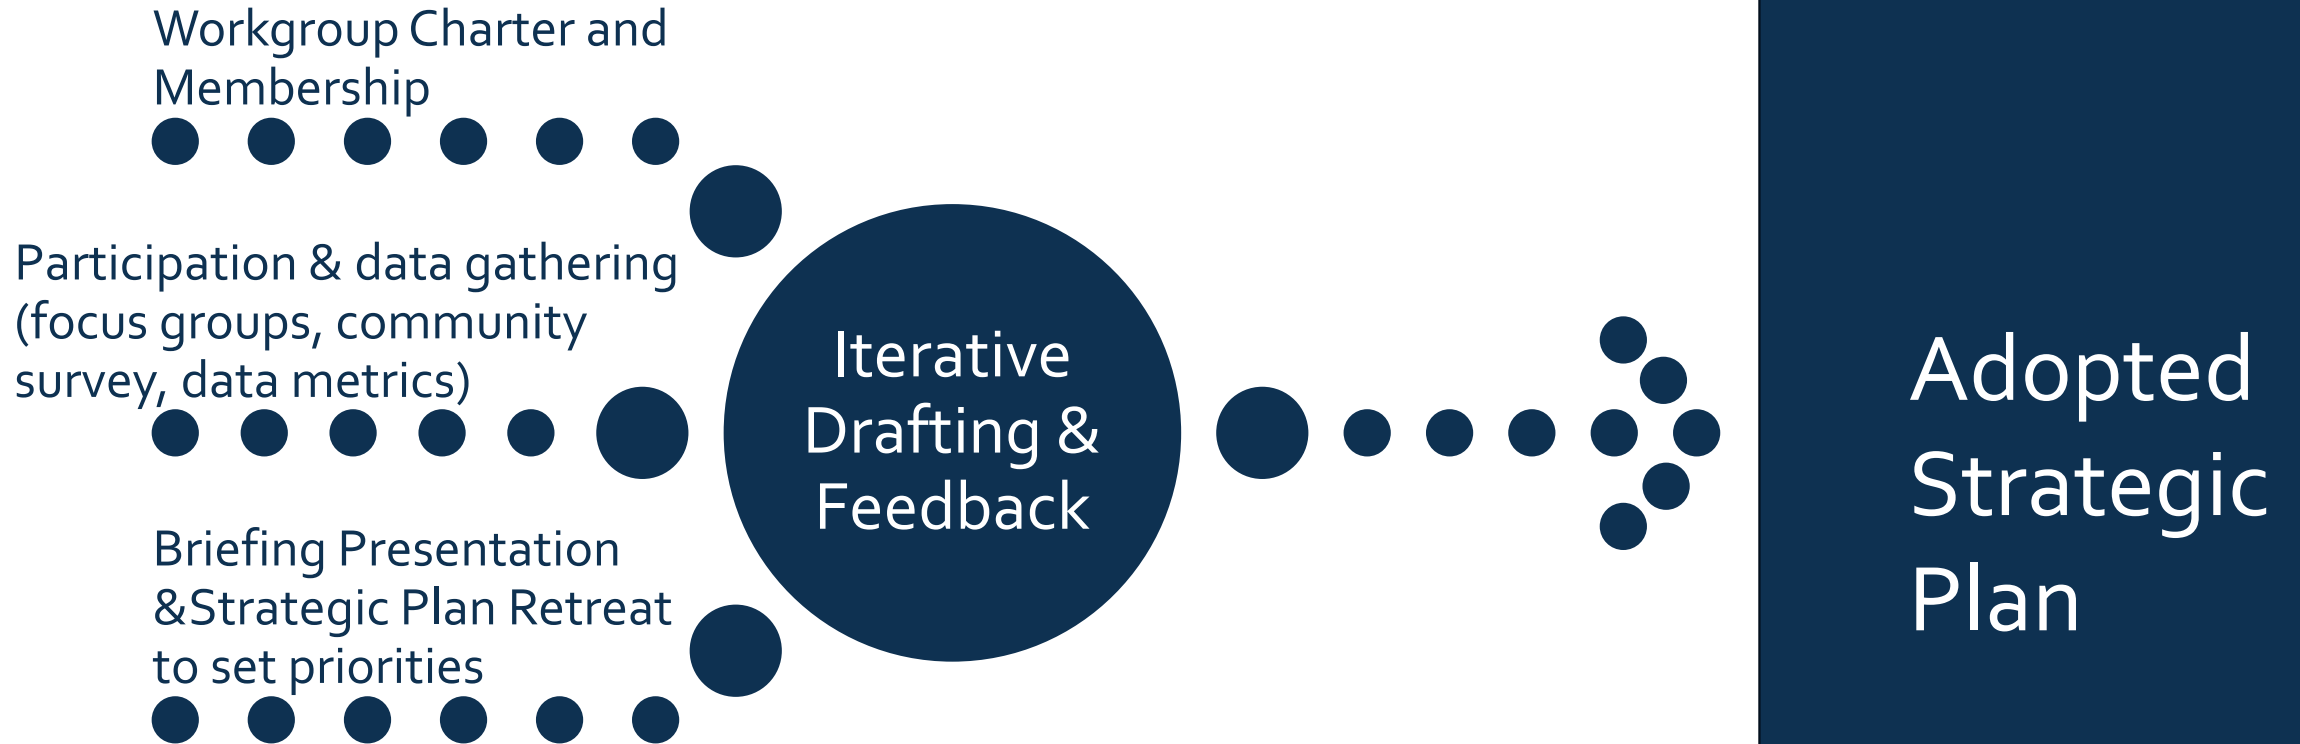 Workgroup Charter and
Membership
Participation & data gathering
(focus groups, community
survey, data metrics)
Briefing Presentation
&Strategic Plan Retreat
to set priorities
Iterative
Drafting &
Feedback
Adopted
Strategic
Plan